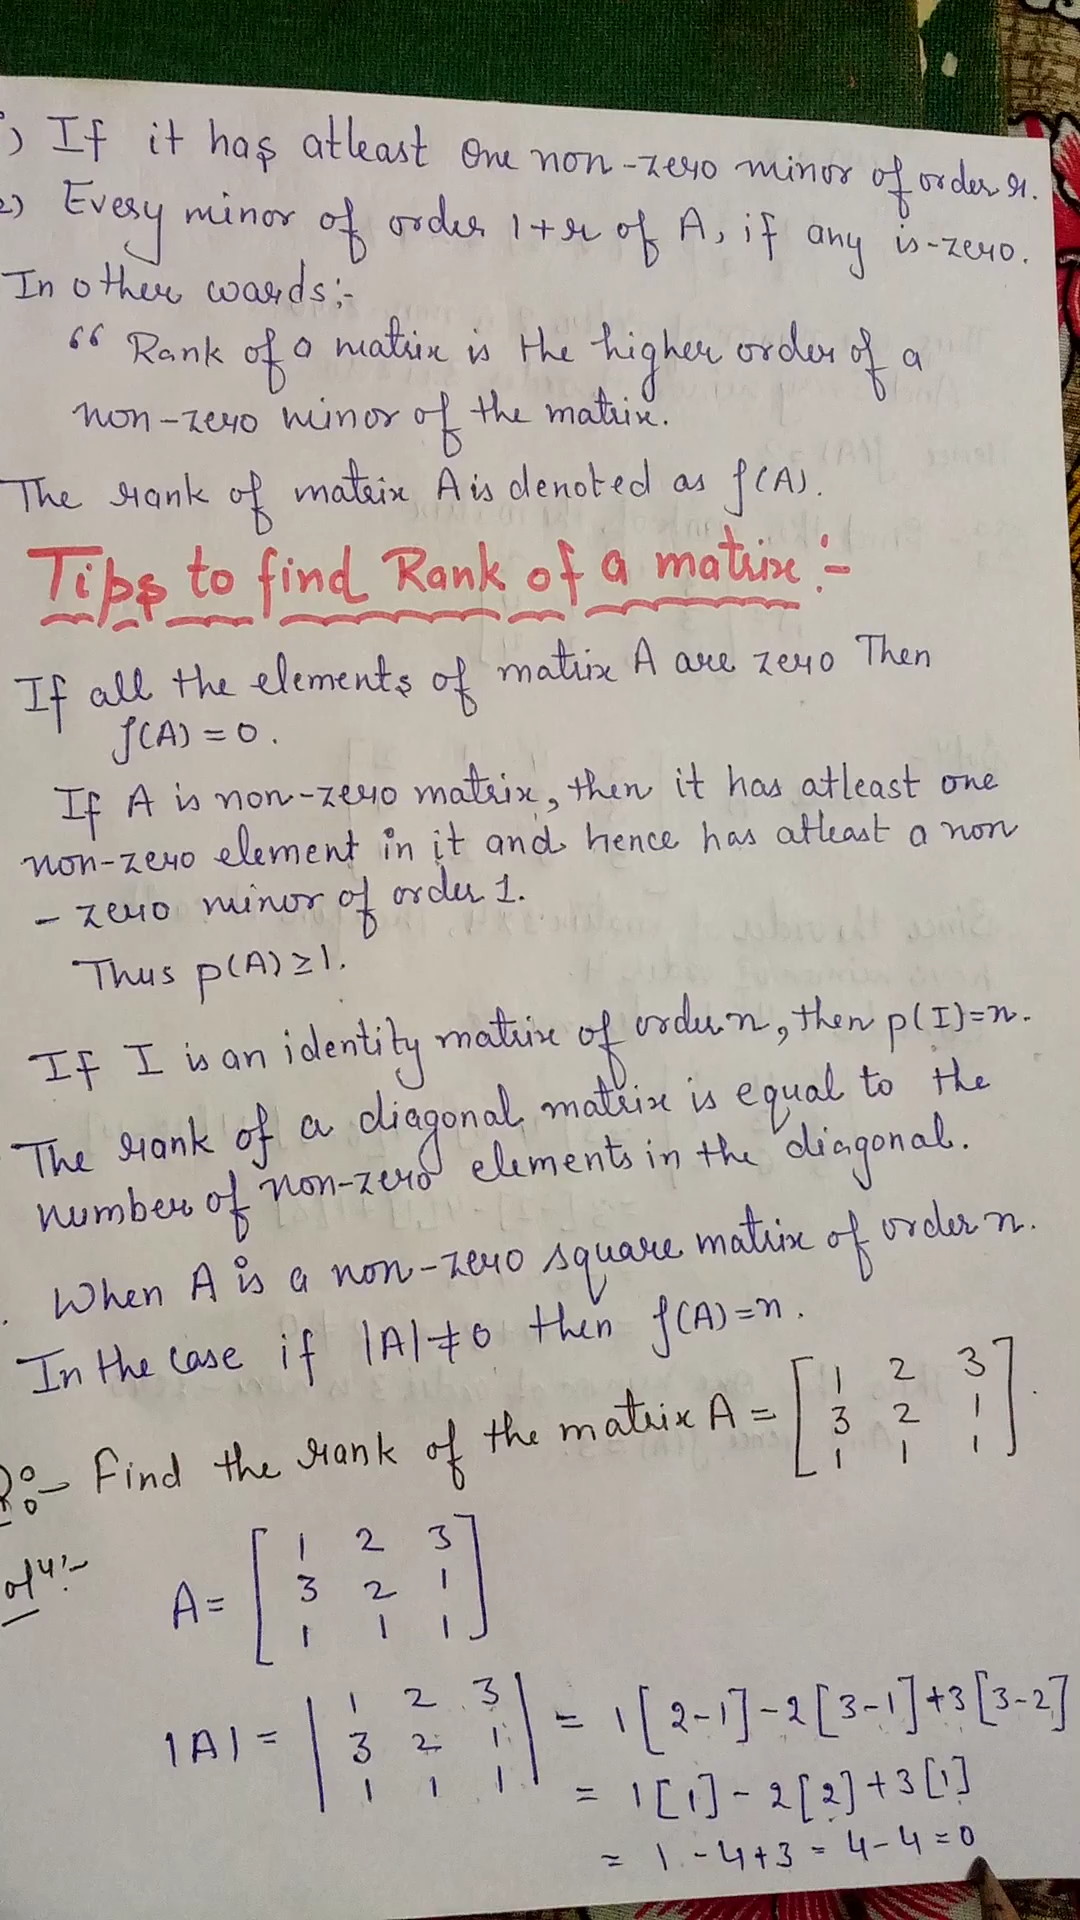 ) If it has atleast One non-zero minor of order r.
2) Every minor of order 1+r of A, if any is-zero.
In other words:-
“ Rank of a matrix is the higher order of a
non-zero minor of the matrix.
The rank of matrix A is denoted as ρ(A).
Tips to find Rank of a matrix :-
If all the elements of matrix A are zero Then
ρ(A) = 0.
If A is non-zero matrix, then it has atleast one
non-zero element in it and hence has atleast a non
- zero minor of order 1.
Thus p(A) ≥ 1.
If I is an identity matrix of order n, then p(I)=n.
The rank of a diagonal matrix is equal to the
number of non-zero elements in the diagonal.
When A is a non-zero square matrix of order n.
In the case if |A| ≠ 0 then ρ(A)=n.
Find the rank of the matrix A = [1 2 3
3 2 1
1 1 1].
A = [1 2 3
3 2 1
1 1 1]
|A| = |1 2 3
3 2 1
1 1 1| = 1[2-1]-2[3-1]+3[3-2]
= 1[1]-2[2]+3[1]
= 1-4+3 = 4-4=0